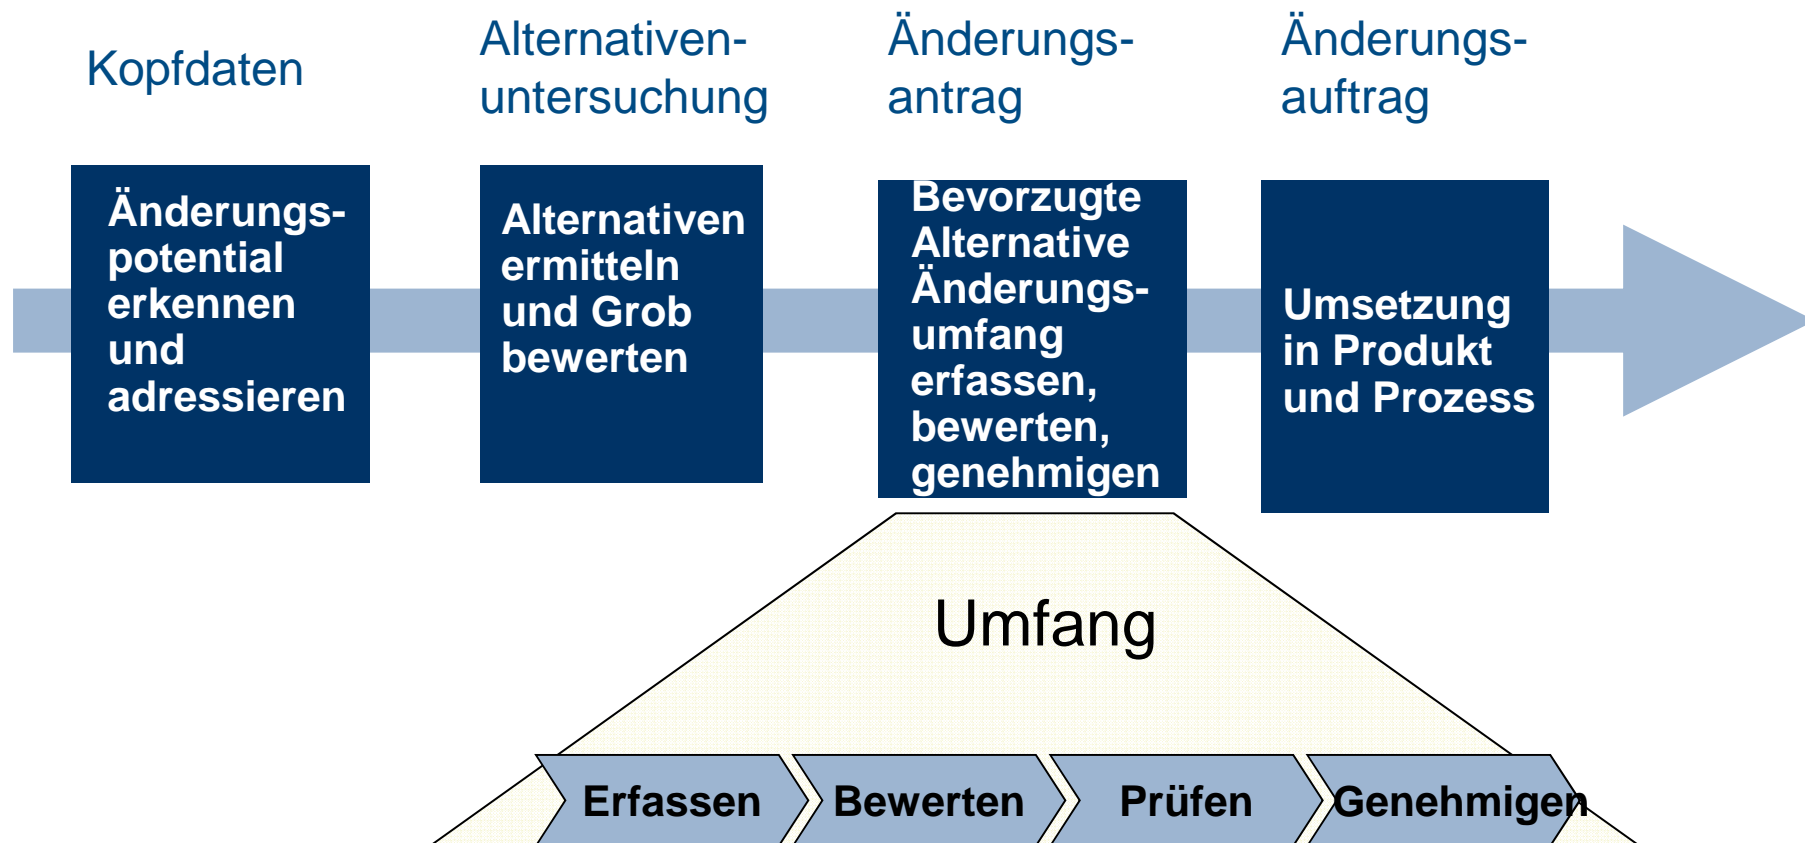 Kopfdaten
Alternativen-
untersuchung
Änderungs-
antrag
Änderungs-
auftrag
Änderungs-
potential
erkennen
und
adressieren
Alternativen
ermitteln
und Grob
bewerten
Bevorzugte
Alternative
Änderungs-
umfang
erfassen,
bewerten,
genehmigen
Umsetzung
in Produkt
und Prozess
Umfang
Erfassen
Bewerten
Prüfen
Genehmigen